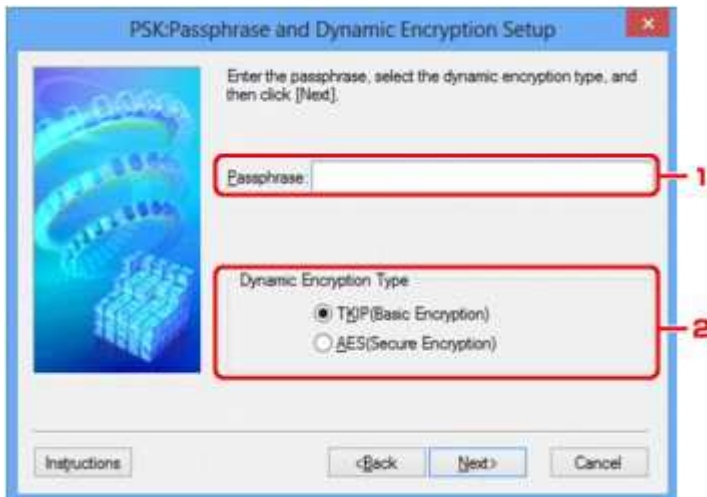 PSK:Passphrase and Dynamic Encryption Setup
Enter the passphrase, select the dynamic encryption type, and
then click [Next].
Passphrase:
1
Dynamic Encryption Type
TKIP(Basic Encryption)
AES(Secure Encryption)
2
Instructions
<Back
Next>
Cancel